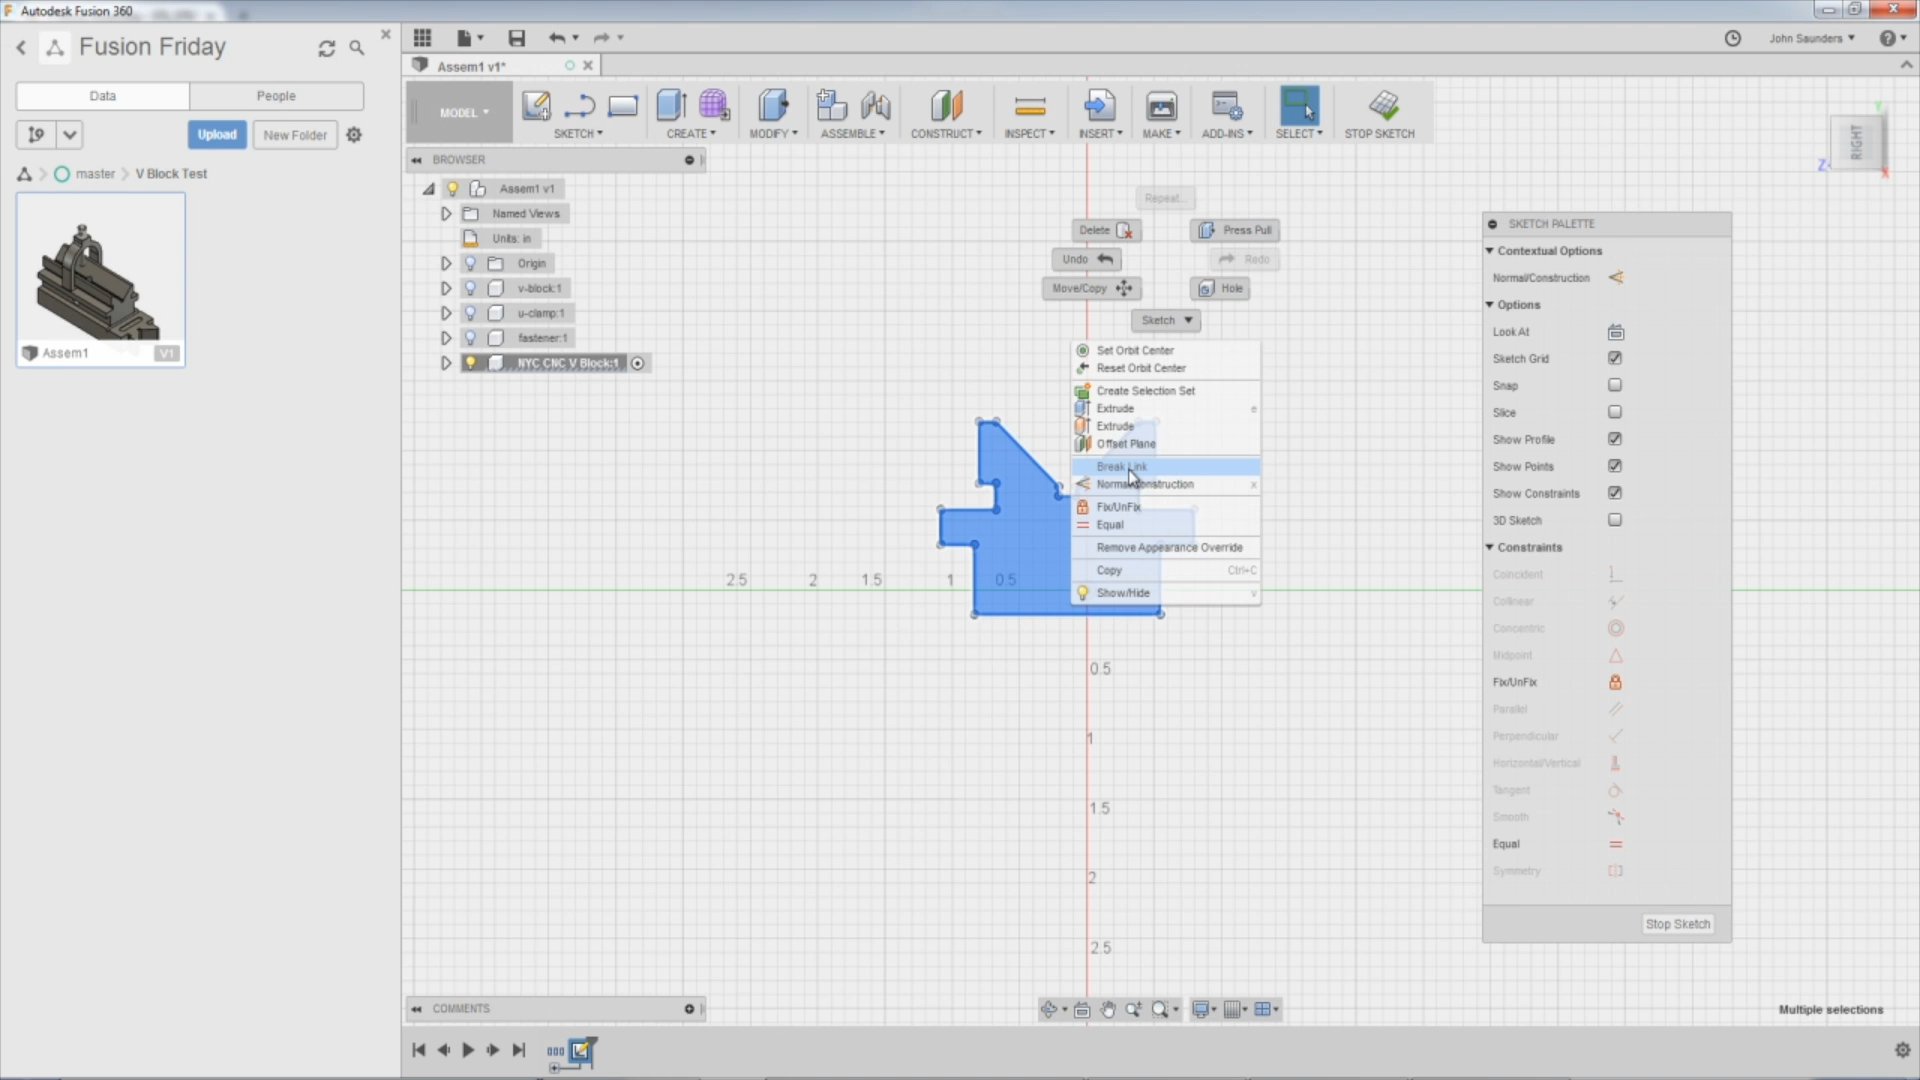 Autodesk Fusion 360
Fusion Friday
Data
People
Upload
New Folder
master > V Block Test
Assem1
V1
Assem1 v1*
John Saunders
MODEL
SKETCH
CREATE
MODIFY
ASSEMBLE
CONSTRUCT
INSPECT
INSERT
MAKE
ADD-INS
SELECT
STOP SKETCH
BROWSER
Assem1 v1
Named Views
Units: in
Origin
v-block:1
u-clamp:1
fastener:1
NYC CNC V Block:1
RIGHT
Y
Z
X
Repeat...
Delete
Press Pull
Undo
Redo
Move/Copy
Hole
Sketch
Set Orbit Center
Reset Orbit Center
Create Selection Set
Extrude e
Extrude
Offset Plane
Break Link
Normal/Construction x
Fix/UnFix
Equal
Remove Appearance Override
Copy Ctrl+C
Show/Hide v
2.5 2 1.5 1 0.5
0.5
1
1.5
2
2.5
SKETCH PALETTE
Contextual Options
Normal/Construction
Options
Look At
Sketch Grid
Snap
Slice
Show Profile
Show Points
Show Constraints
3D Sketch
Constraints
Coincident
Collinear
Concentric
Midpoint
Fix/UnFix
Parallel
Perpendicular
Horizontal/Vertical
Tangent
Smooth
Equal
Symmetry
Stop Sketch
COMMENTS
Multiple selections